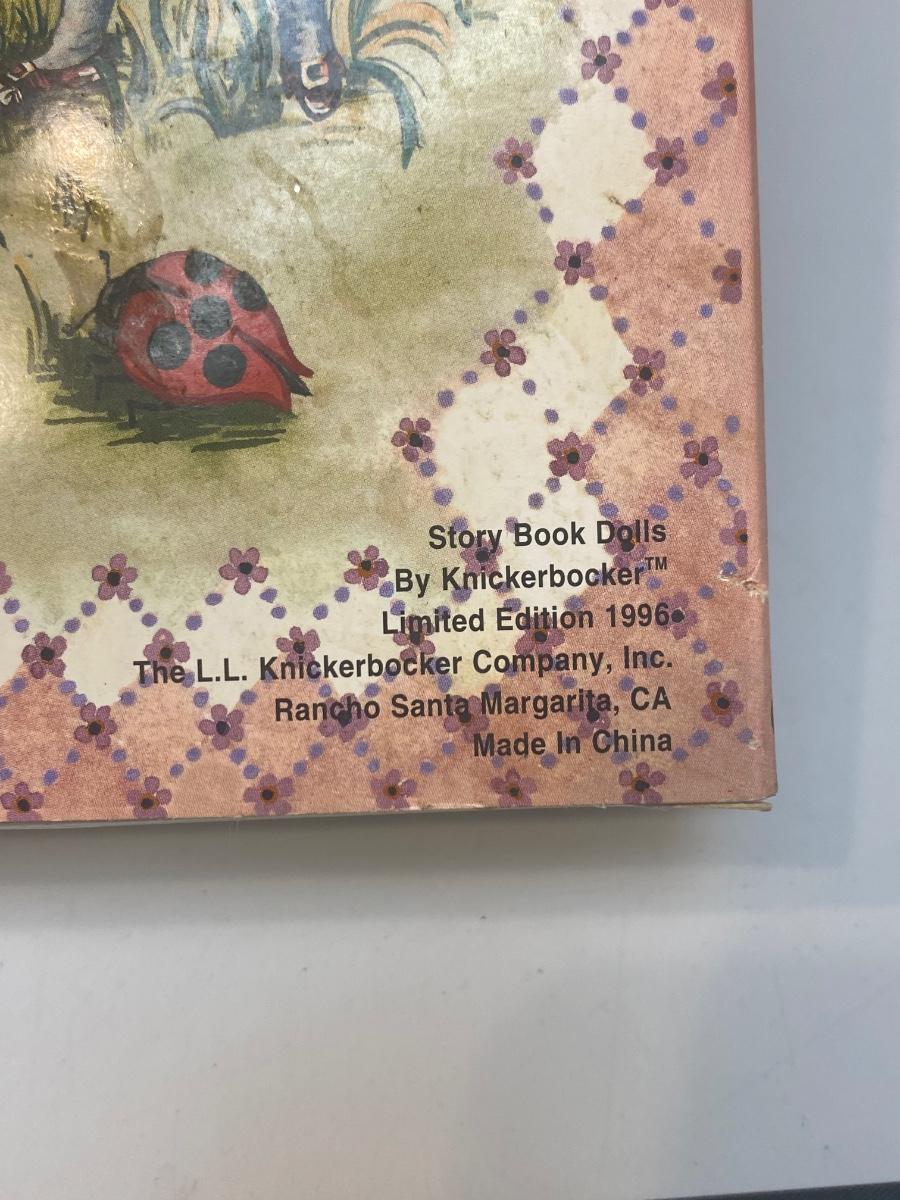 Story Book Dolls
By Knickerbocker™
Limited Edition 1996
The L.L. Knickerbocker Company, Inc.
Rancho Santa Margarita, CA
Made In China